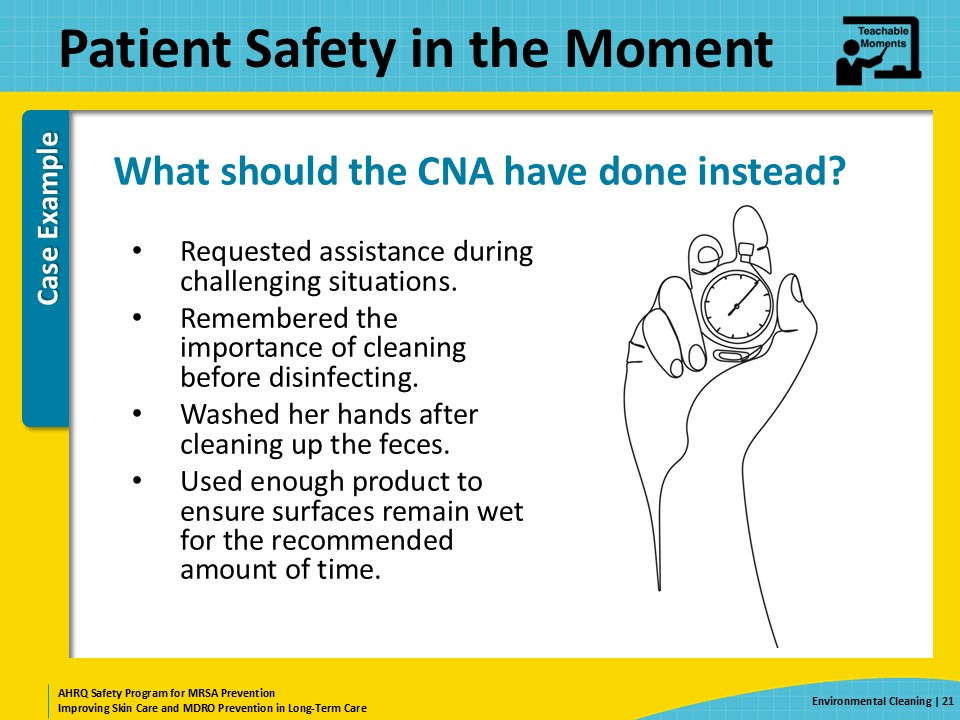 Patient Safety in the Moment
Teachable
Moments
Case Example
What should the CNA have done instead?
• Requested assistance during
challenging situations.
• Remembered the
importance of cleaning
before disinfecting.
• Washed her hands after
cleaning up the feces.
• Used enough product to
ensure surfaces remain wet
for the recommended
amount of time.
AHRQ Safety Program for MRSA Prevention
Improving Skin Care and MDRO Prevention in Long-Term Care
Environmental Cleaning | 21